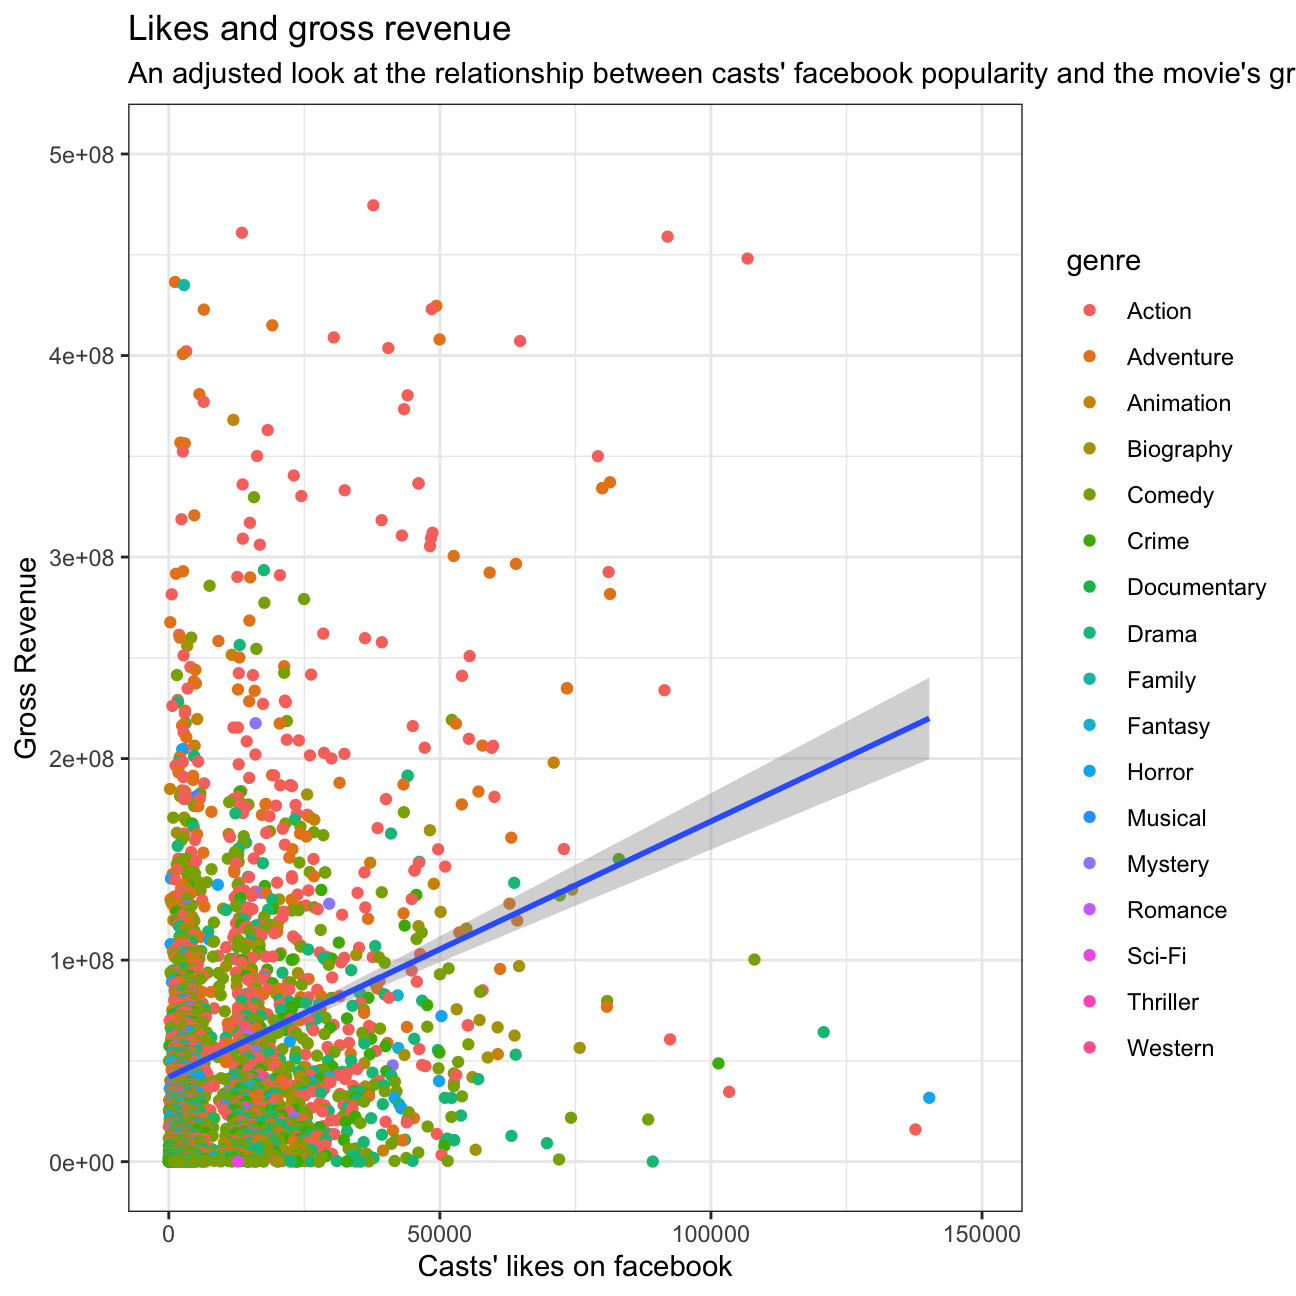 Likes and gross revenue
An adjusted look at the relationship between casts' facebook popularity and the movie's gr
Gross Revenue
5e+08
4e+08
3e+08
2e+08
1e+08
0e+00
0
50000
100000
150000
Casts' likes on facebook
genre
Action
Adventure
Animation
Biography
Comedy
Crime
Documentary
Drama
Family
Fantasy
Horror
Musical
Mystery
Romance
Sci-Fi
Thriller
Western